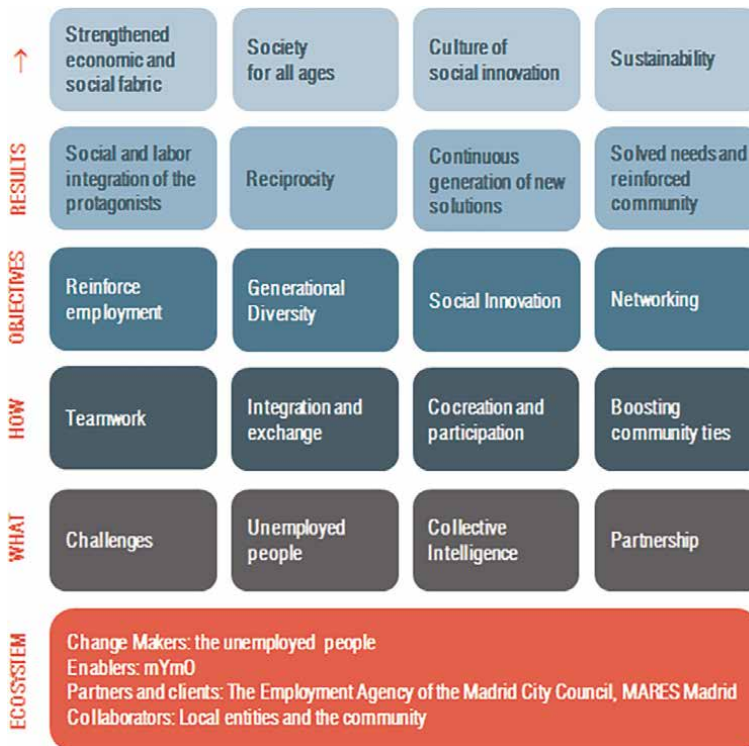 ↑
Strengthened
economic and
social fabric
Society
for all ages
Culture of
social innovation
Sustainability
RESULTS
Social and labor
integration of the
protagonists
Reciprocity
Continuous
generation of new
solutions
Solved needs and
reinforced
community
OBJECTIVES
Reinforce
employment
Generational
Diversity
Social Innovation
Networking
HOW
Teamwork
Integration and
exchange
Cocreation and
participation
Boosting
community ties
WHAT
Challenges
Unemployed
people
Collective
Intelligence
Partnership
ECOSYSTEM
Change Makers: the unemployed people
Enablers: mYmO
Partners and clients: The Employment Agency of the Madrid City Council, MARES Madrid
Collaborators: Local entities and the community